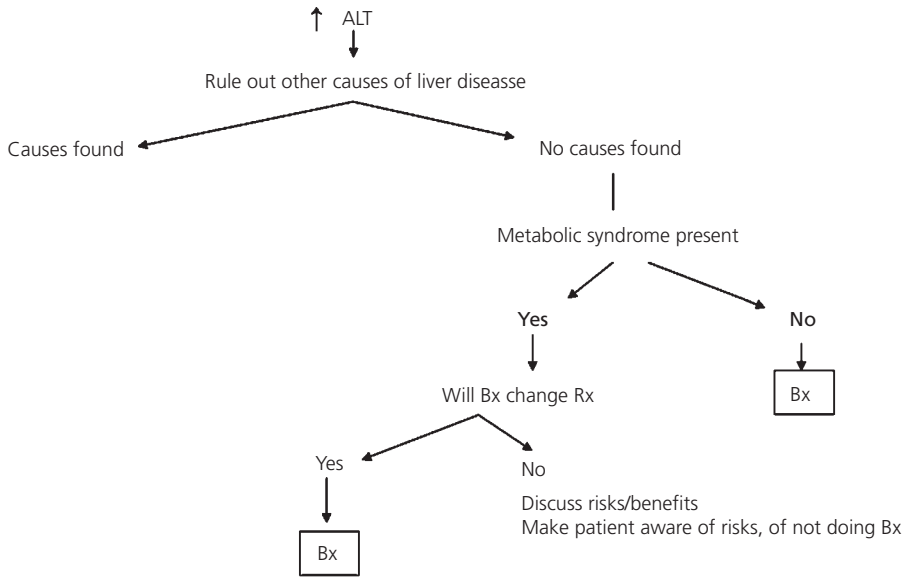 ↑ ALT
Rule out other causes of liver diseasse
Causes found
No causes found
Metabolic syndrome present
Yes
No
Bx
Will Bx change Rx
Yes
No
Discuss risks/benefits
Make patient aware of risks, of not doing Bx
Bx